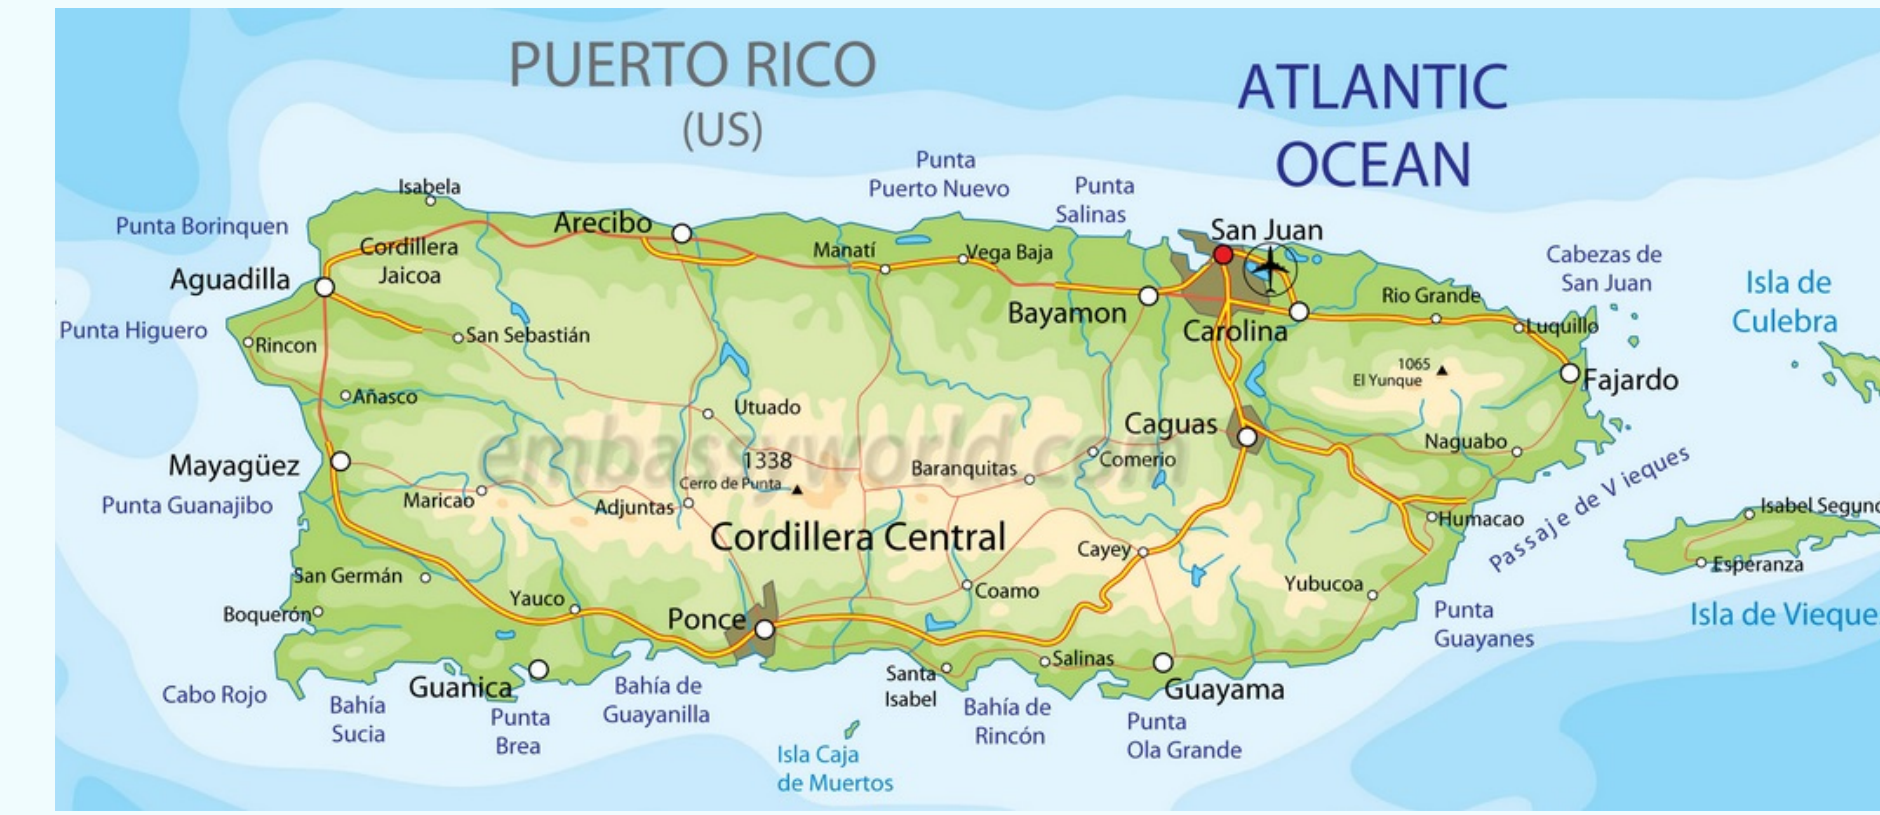 PUERTO RICO
(US)
ATLANTIC
OCEAN
Punta
Puerto Nuevo
Punta
Salinas
Isabela
Punta Borinquen
Arecibo
San Juan
Cordillera
Jaicoa
Manatí
Vega Baja
Cabezas de
San Juan
Aguadilla
Isla de
Culebra
Bayamon
Rio Grande
Punta Higuero
Rincon
San Sebastián
Carolina
Luquillo
1065
El Yunque
Fajardo
Añasco
Utuado
Caguas
embassyworld.com
Naguabo
Mayagüez
1338
Cerro de Punta
Baranquitas
Comerio
Passaje de V ieques
Punta Guanajibo
Maricao
Adjuntas
Cordillera Central
Humacao
Isabel Segund
Cayey
Esperanza
San Germán
Yubucoa
Coamo
Yauco
Boquerón
Ponce
Punta
Guayanes
Isla de Vieque
Cabo Rojo
Guanica
Santa
Isabel
Salinas
Guayama
Bahía
Sucia
Punta
Brea
Bahía de
Guayanilla
Bahía de
Rincón
Punta
Ola Grande
Isla Caja
de Muertos